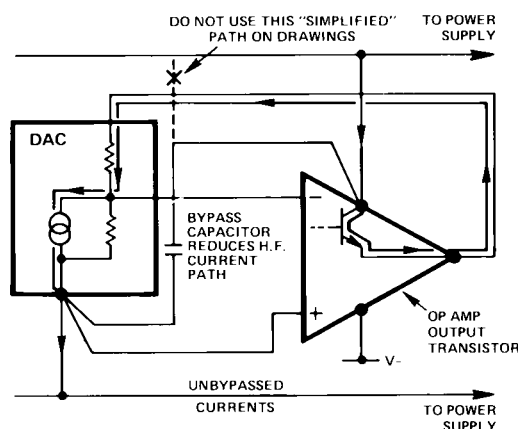 DO NOT USE THIS "SIMPLIFIED"
PATH ON DRAWINGS
TO POWER
SUPPLY
DAC
BYPASS
CAPACITOR
REDUCES H.F.
CURRENT
PATH
−
+
OP AMP
OUTPUT
TRANSISTOR
V-
UNBYPASSED
CURRENTS
TO POWER
SUPPLY